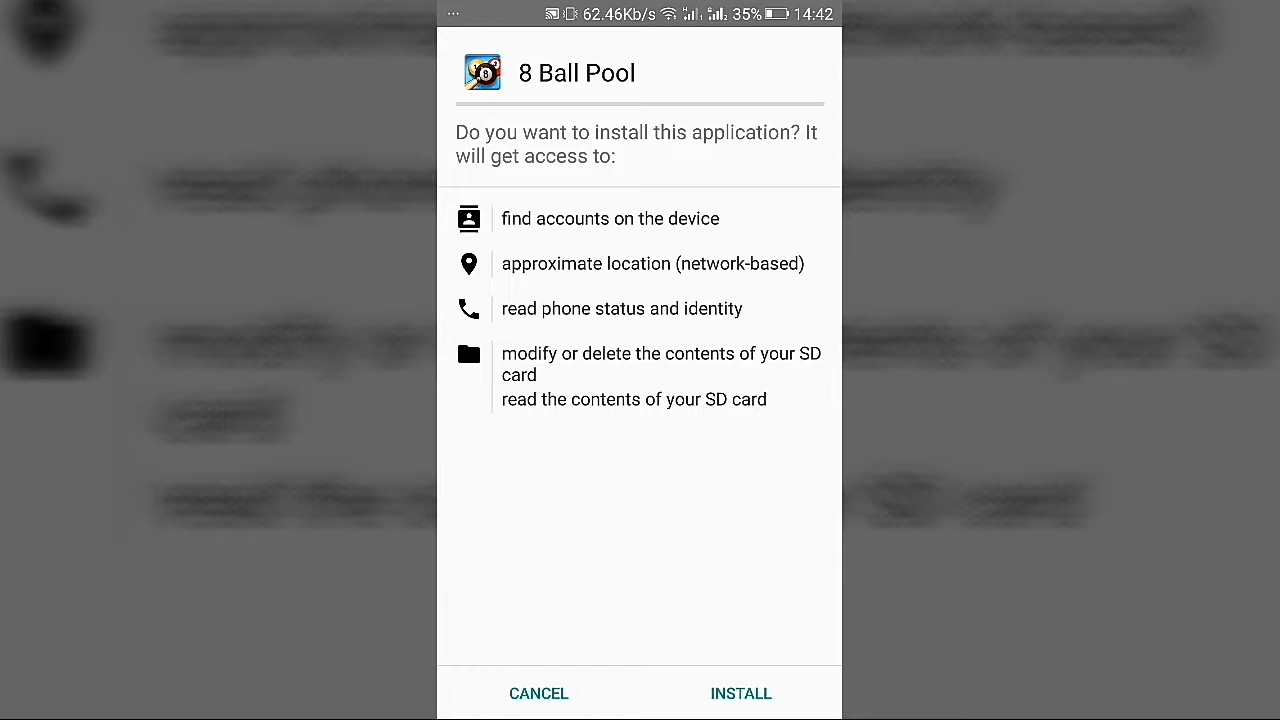 ... 62.46Kb/s 35% 14:42
8 Ball Pool
Do you want to install this application? It
will get access to:
find accounts on the device
approximate location (network-based)
read phone status and identity
modify or delete the contents of your SD
card
read the contents of your SD card
CANCEL INSTALL